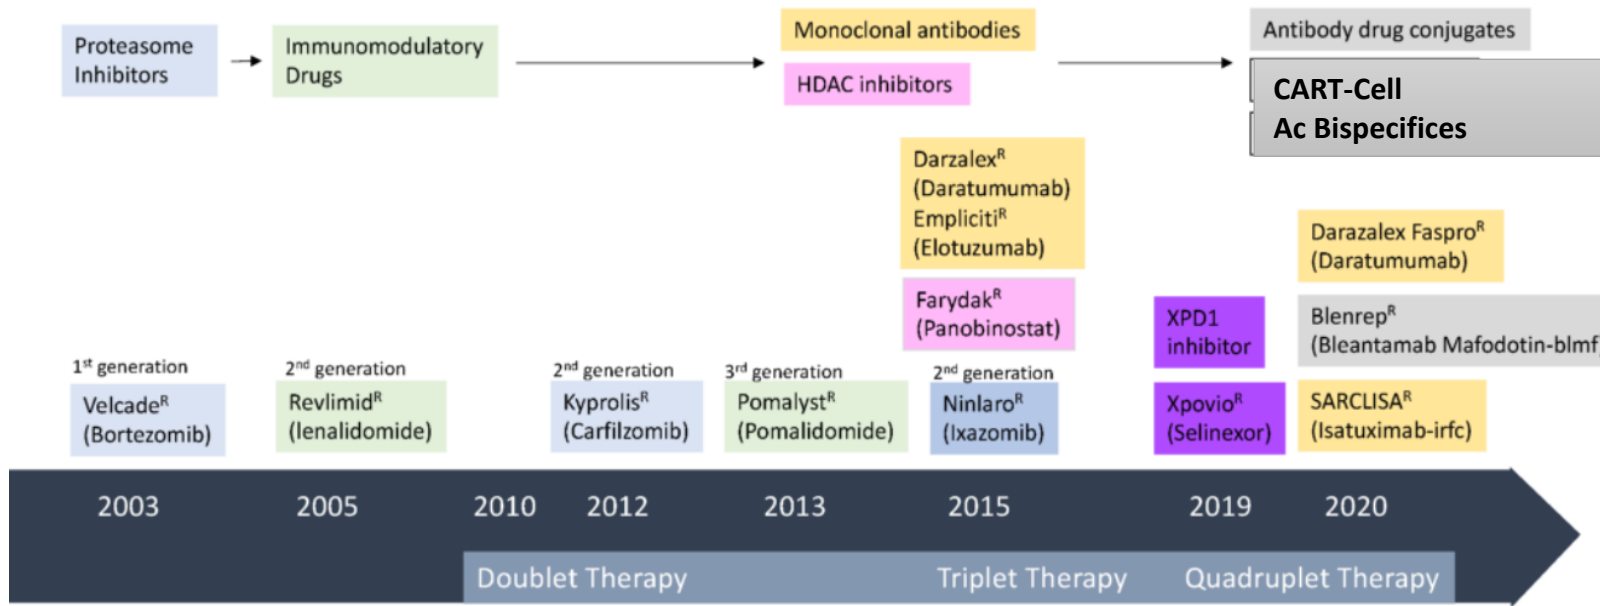 Proteasome
Inhibitors
Immunomodulatory
Drugs
Monoclonal antibodies
HDAC inhibitors
Antibody drug conjugates
CART-Cell
Ac Bispecifices
Darzalexᴿ
(Daratumumab)
Emplicitiᴿ
(Elotuzumab)
Farydakᴿ
(Panobinostat)
XPD1
inhibitor
Darazalex Fasproᴿ
(Daratumumab)
Blenrepᴿ
(Bleantamab Mafodotin-blmf)
1st generation
Velcadeᴿ
(Bortezomib)
2nd generation
Revlimidᴿ
(lenalidomide)
2nd generation
Kyprolisᴿ
(Carfilzomib)
3rd generation
Pomalystᴿ
(Pomalidomide)
2nd generation
Ninlaroᴿ
(Ixazomib)
Xpovioᴿ
(Selinexor)
SARCLISAᴿ
(Isatuximab-irfc)
2003
2005
2010
2012
2013
2015
2019
2020
Doublet Therapy
Triplet Therapy
Quadruplet Therapy